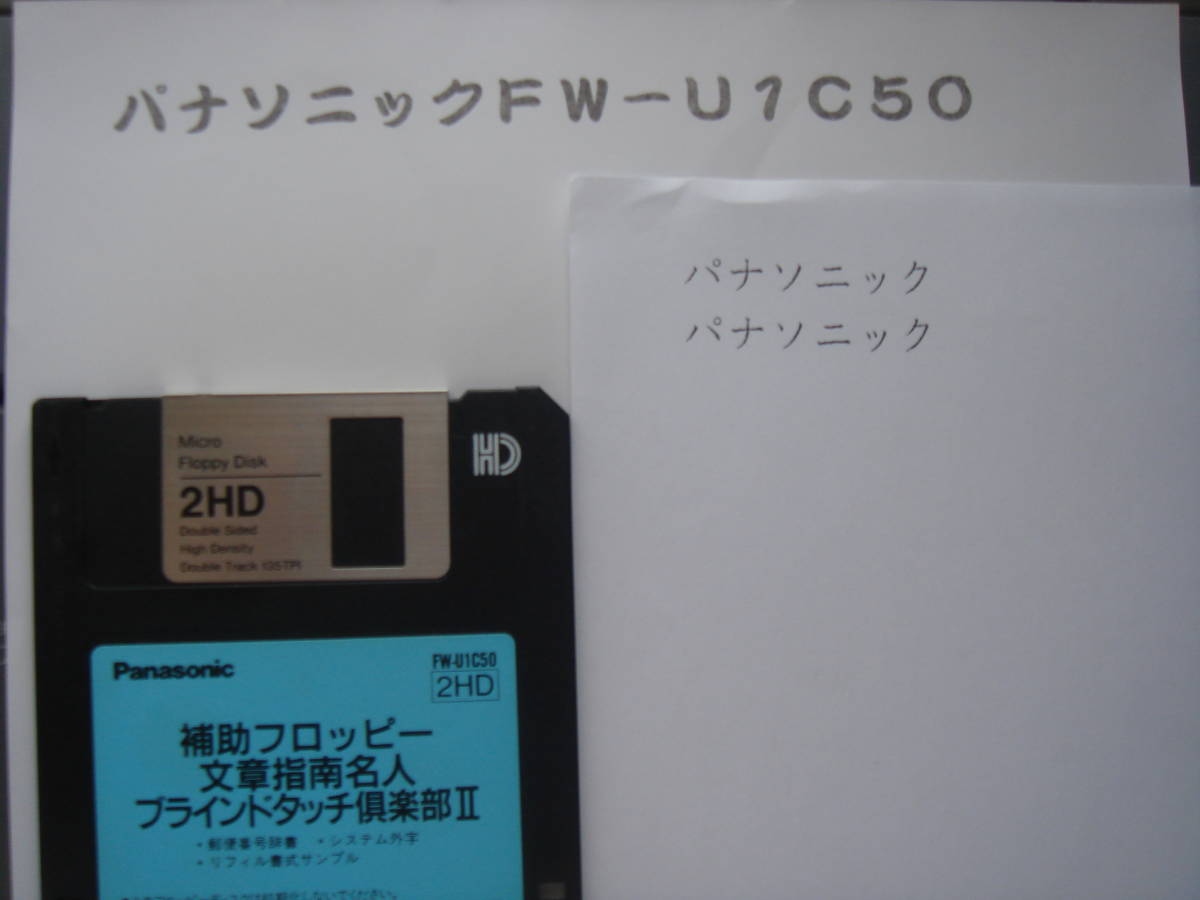 パナソニックFW－U1C50
パナソニック
パナソニック
Micro
Floppy Disk
2HD
Double Sided
High Density
Double Track 135TPI
HD
Panasonic
FW-U1C50
2HD
補助フロッピー
文章指南名人
ブラインドタッチ倶楽部II
・郵便番号辞書 ・システム外字
・リフィル書式サンプル